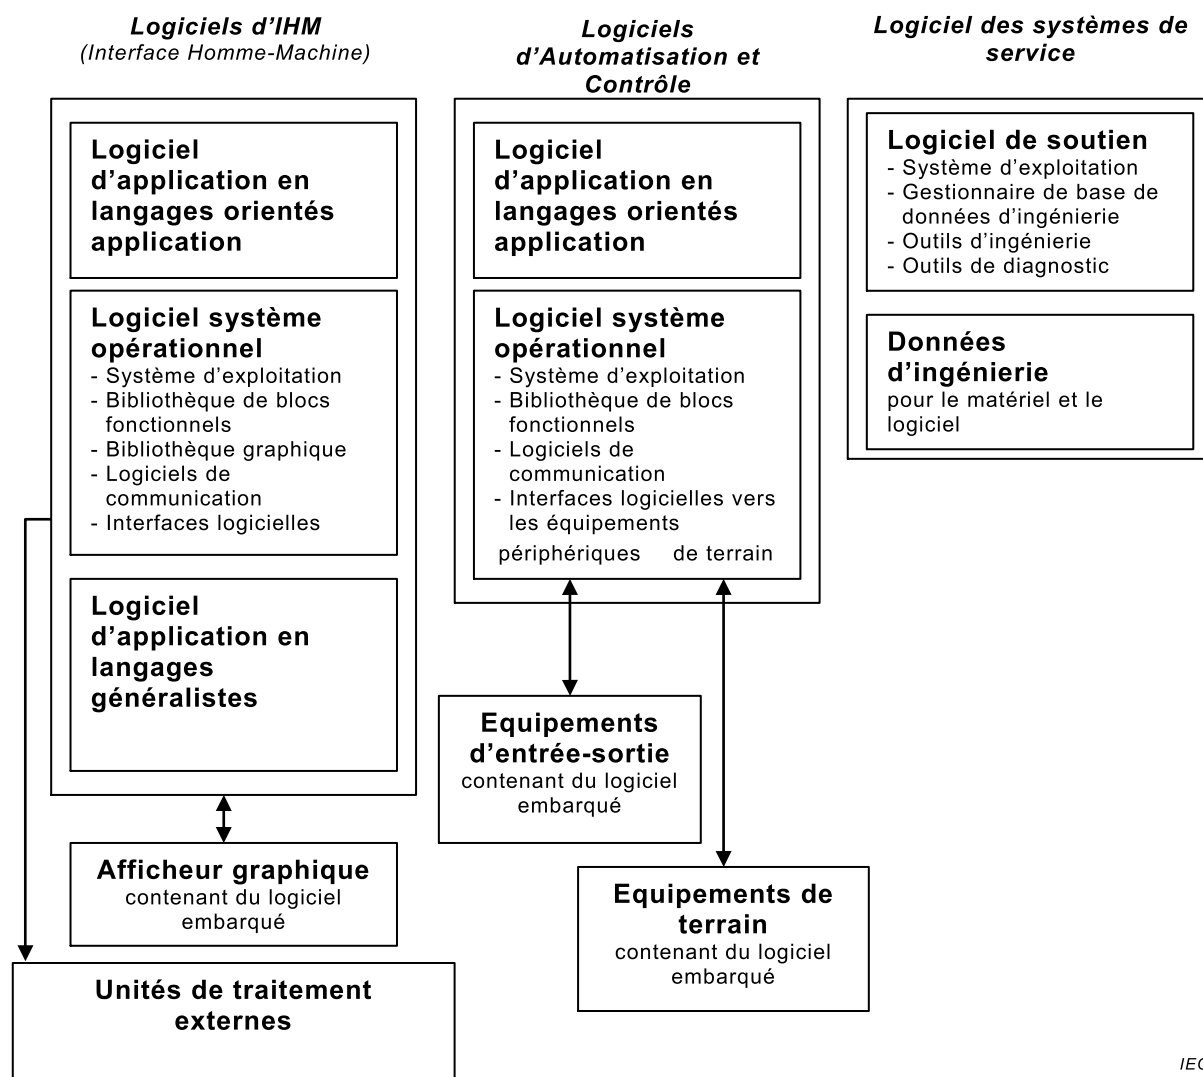 Logiciels d’IHM
(Interface Homme-Machine)
Logiciel
d’application en
langages orientés
application
Logiciel système
opérationnel
- Système d’exploitation
- Bibliothèque de blocs
fonctionnels
- Bibliothèque graphique
- Logiciels de
communication
- Interfaces logicielles
Logiciel
d’application en
langages
généralistes
Afficheur graphique
contenant du logiciel
embarqué
Unités de traitement
externes
Logiciels
d’Automatisation et
Contrôle
Logiciel
d’application en
langages orientés
application
Logiciel système
opérationnel
- Système d’exploitation
- Bibliothèque de blocs
fonctionnels
- Logiciels de
communication
- Interfaces logicielles vers
les équipements
périphériques de terrain
Equipements
d’entrée-sortie
contenant du logiciel
embarqué
Equipements de
terrain
contenant du logiciel
embarqué
Logiciel des systèmes de
service
Logiciel de soutien
- Système d’exploitation
- Gestionnaire de base de
données d’ingénierie
- Outils d’ingénierie
- Outils de diagnostic
Données
d’ingénierie
pour le matériel et le
logiciel
IEC